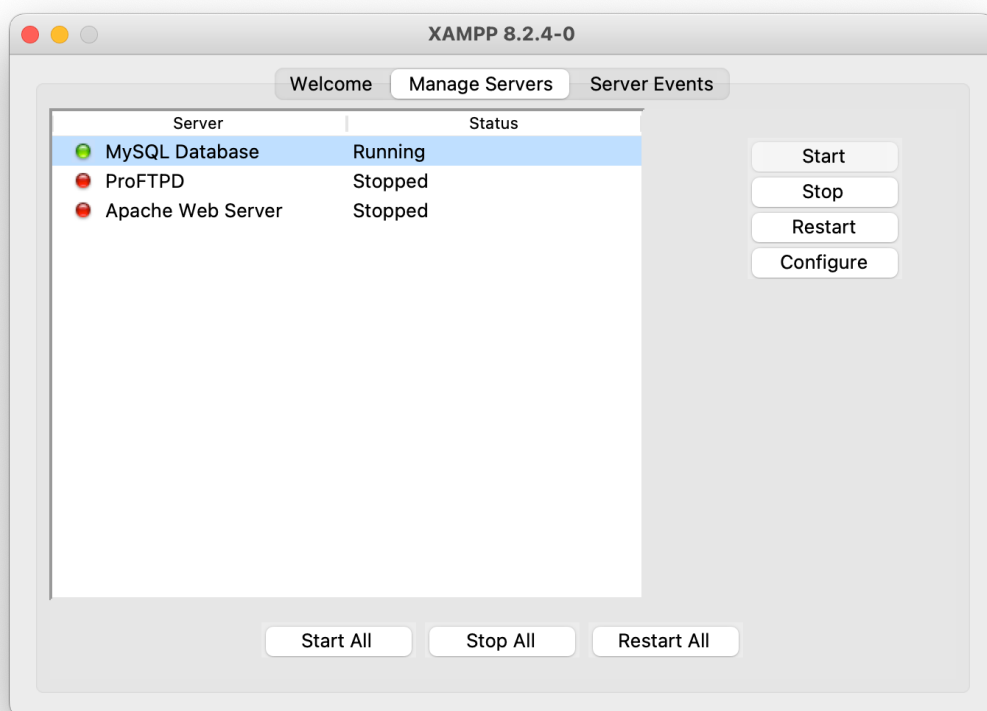 XAMPP 8.2.4-0
Welcome Manage Servers Server Events
Server Status
MySQL Database Running
ProFTPD Stopped
Apache Web Server Stopped
Start
Stop
Restart
Configure
Start All Stop All Restart All